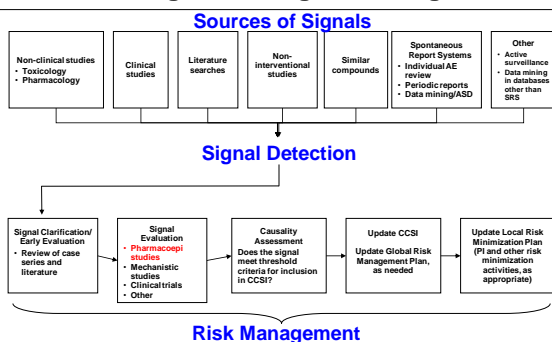 Sources of Signals
Non-clinical studies
• Toxicology
• Pharmacology
Clinical
studies
Literature
searches
Non-
interventional
studies
Similar
compounds
Spontaneous
Report Systems
• Individual AE
review
• Periodic reports
• Data mining/ASD
Other
• Active
surveillance
• Data mining
in databases
other than
SRS
Signal Detection
Signal Clarification/
Early Evaluation
• Review of case
series and
literature
Signal
Evaluation
• Pharmacoepi
studies
• Mechanistic
studies
• Clinical trials
• Other
Causality
Assessment
Does the signal
meet threshold
criteria for inclusion
in CCSI?
Update CCSI
Update Global Risk
Management Plan,
as needed
Update Local Risk
Minimization Plan
(PI and other risk
minimization
activities, as
appropriate)
Risk Management